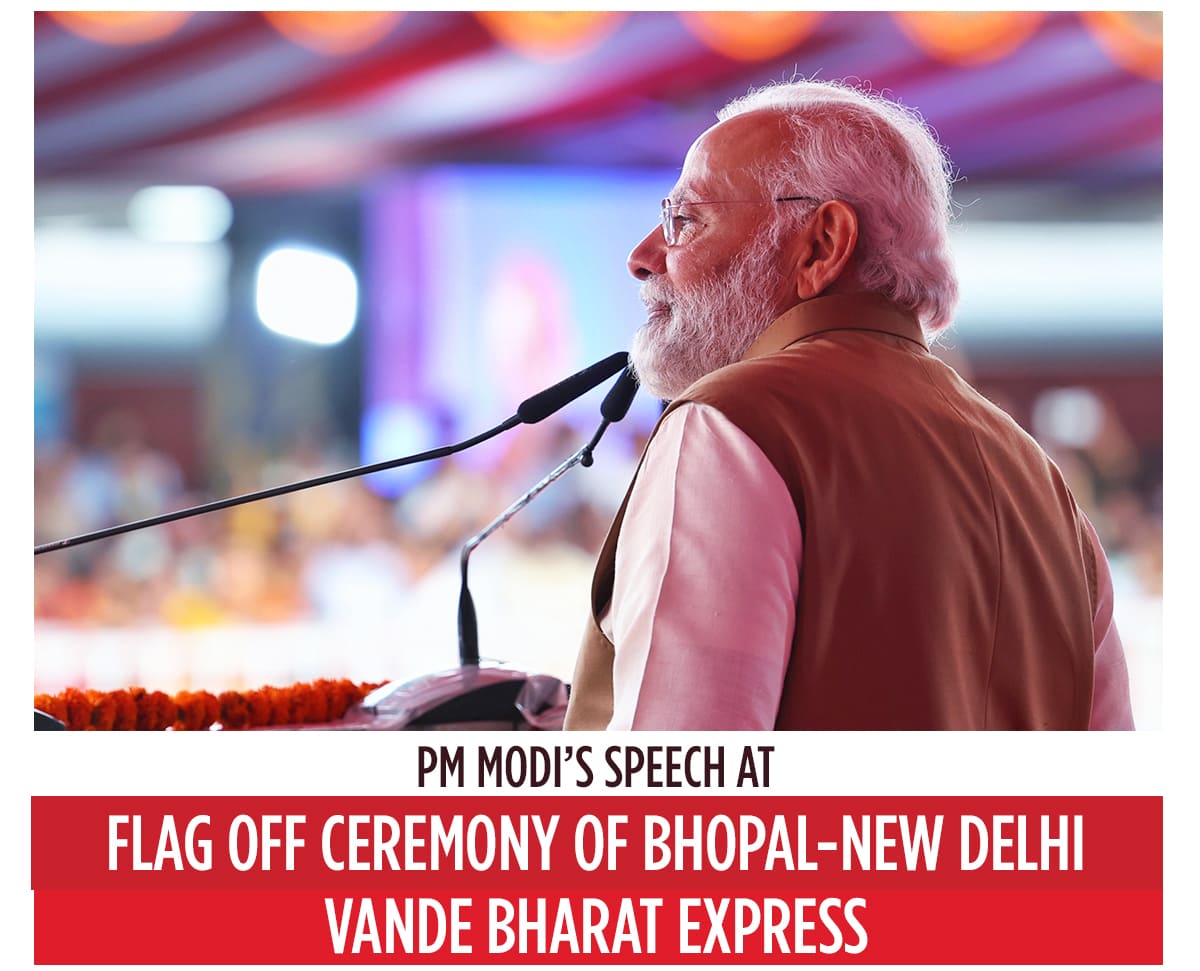 PM MODI’S SPEECH AT
FLAG OFF CEREMONY OF BHOPAL-NEW DELHI
VANDE BHARAT EXPRESS